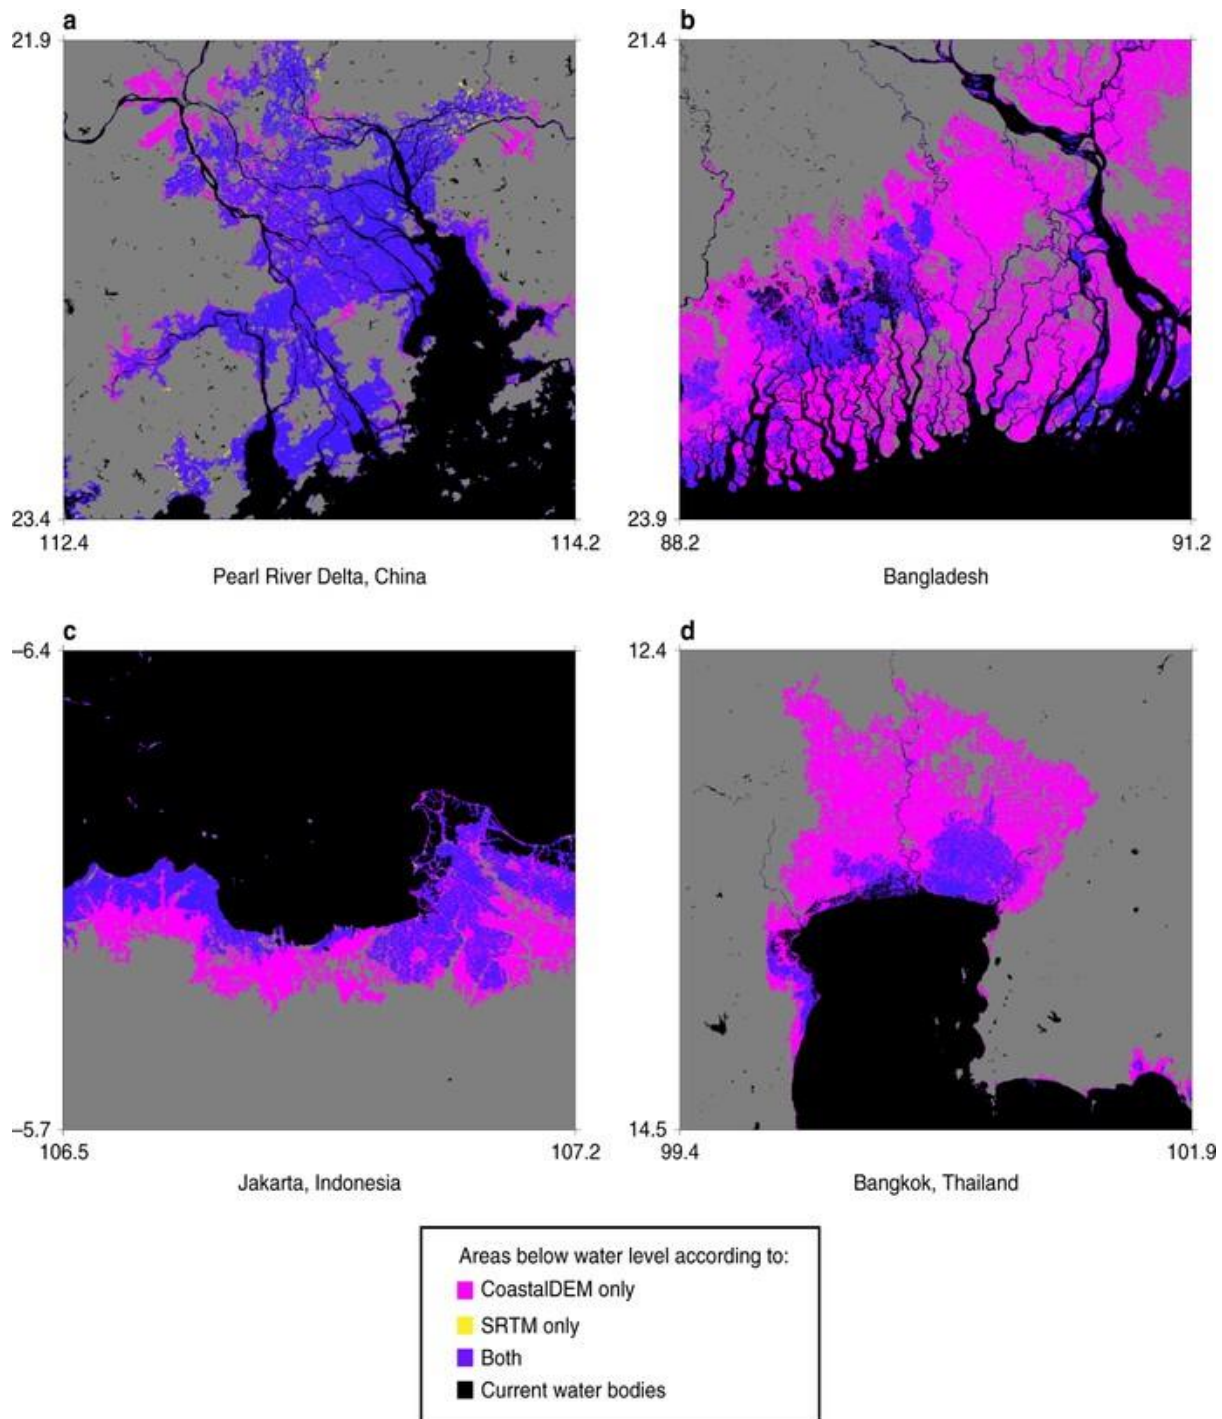 a
21.9
23.4
112.4
114.2
Pearl River Delta, China
b
21.4
23.9
88.2
91.2
Bangladesh
c
–6.4
–5.7
106.5
107.2
Jakarta, Indonesia
d
12.4
14.5
99.4
101.9
Bangkok, Thailand
Areas below water level according to:
CoastalDEM only
SRTM only
Both
Current water bodies